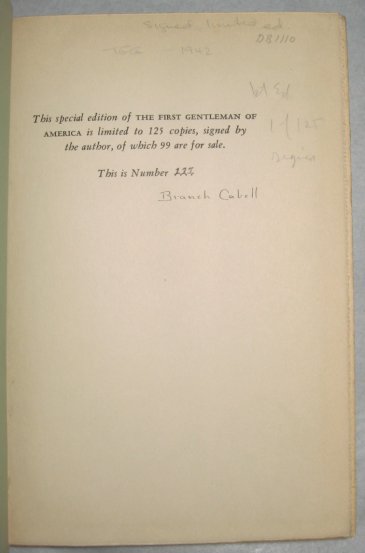 Signed, limited ed.
DB1110
1942
1st Ed
This special edition of THE FIRST GENTLEMAN OF
AMERICA is limited to 125 copies, signed by
the author, of which 99 are for sale.
1 of 125
signed
This is Number
Branch Cabell